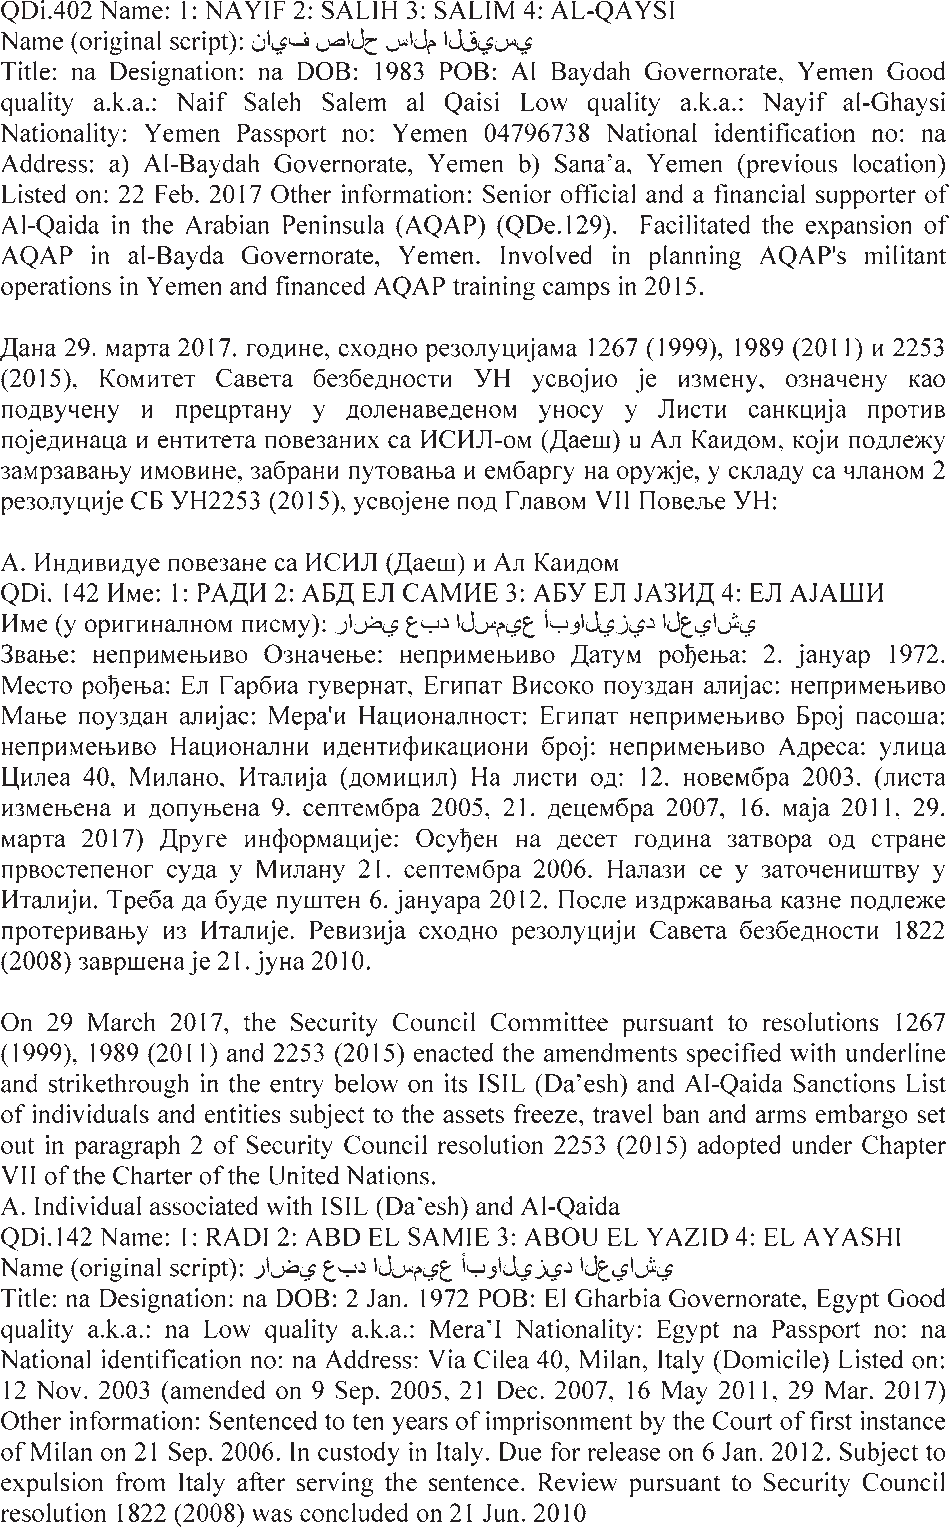 QDi.402 Name: 1: NAYIF 2: SALIH 3: SALIM 4: AL-QAYSI
Name (original script): نايف صالح سالم القيسي
Title: na Designation: na DOB: 1983 POB: Al Baydah Governorate, Yemen Good
quality a.k.a.: Naif Saleh Salem al Qaisi Low quality a.k.a.: Nayif al-Ghaysi
Nationality: Yemen Passport no: Yemen 04796738 National identification no: na
Address: a) Al-Baydah Governorate, Yemen b) Sana’a, Yemen (previous location)
Listed on: 22 Feb. 2017 Other information: Senior official and a financial supporter of
Al-Qaida in the Arabian Peninsula (AQAP) (QDe.129). Facilitated the expansion of
AQAP in al-Bayda Governorate, Yemen. Involved in planning AQAP's militant
operations in Yemen and financed AQAP training camps in 2015.

Дана 29. марта 2017. године, сходно резолуцијама 1267 (1999), 1989 (2011) и 2253
(2015), Комитет Савета безбедности УН усвојио је измену, означену као
подвучену и прецртану у доленаведеном уносу у Листи санкција против
појединаца и ентитета повезаних са ИСИЛ-ом (Даеш) u Ал Каидом, који подлежу
замрзавању имовине, забрани путовања и ембаргу на оружје, у складу са чланом 2
резолуције СБ УН2253 (2015), усвојене под Главом VII Повеље УН:

А. Индивидуе повезане са ИСИЛ (Даеш) и Ал Каидом
QDi. 142 Име: 1: РАДИ 2: АБД ЕЛ САМИЕ 3: АБУ ЕЛ ЈАЗИД 4: ЕЛ АЈАШИ
Име (у оригиналном писму): راضي عبد السميع أبواليزيد العياشي
Звање: непримењиво Означење: непримењиво Датум рођења: 2. јануар 1972.
Место рођења: Ел Гарбиа гувернат, Египат Високо поуздан алијас: непримењиво
Мање поуздан алијас: Мера'и Националност: Египат непримењиво Број пасоша:
непримењиво Национални идентификациони број: непримењиво Адреса: улица
Цилеа 40, Милано, Италија (домицил) На листи од: 12. новембра 2003. (листа
измењена и допуњена 9. септембра 2005, 21. децембра 2007, 16. маја 2011, 29.
марта 2017) Друге информације: Осуђен на десет година затвора од стране
првостепеног суда у Милану 21. септембра 2006. Налази се у заточеништву у
Италији. Треба да буде пуштен 6. јануара 2012. После издржавања казне подлеже
протеривању из Италије. Ревизија сходно резолуцији Савета безбедности 1822
(2008) завршена је 21. јуна 2010.

On 29 March 2017, the Security Council Committee pursuant to resolutions 1267
(1999), 1989 (2011) and 2253 (2015) enacted the amendments specified with underline
and strikethrough in the entry below on its ISIL (Da’esh) and Al-Qaida Sanctions List
of individuals and entities subject to the assets freeze, travel ban and arms embargo set
out in paragraph 2 of Security Council resolution 2253 (2015) adopted under Chapter
VII of the Charter of the United Nations.
A. Individual associated with ISIL (Da’esh) and Al-Qaida
QDi.142 Name: 1: RADI 2: ABD EL SAMIE 3: ABOU EL YAZID 4: EL AYASHI
Name (original script): راضي عبد السميع أبواليزيد العياشي
Title: na Designation: na DOB: 2 Jan. 1972 POB: El Gharbia Governorate, Egypt Good
quality a.k.a.: na Low quality a.k.a.: Mera’I Nationality: Egypt na Passport no: na
National identification no: na Address: Via Cilea 40, Milan, Italy (Domicile) Listed on:
12 Nov. 2003 (amended on 9 Sep. 2005, 21 Dec. 2007, 16 May 2011, 29 Mar. 2017)
Other information: Sentenced to ten years of imprisonment by the Court of first instance
of Milan on 21 Sep. 2006. In custody in Italy. Due for release on 6 Jan. 2012. Subject to
expulsion from Italy after serving the sentence. Review pursuant to Security Council
resolution 1822 (2008) was concluded on 21 Jun. 2010